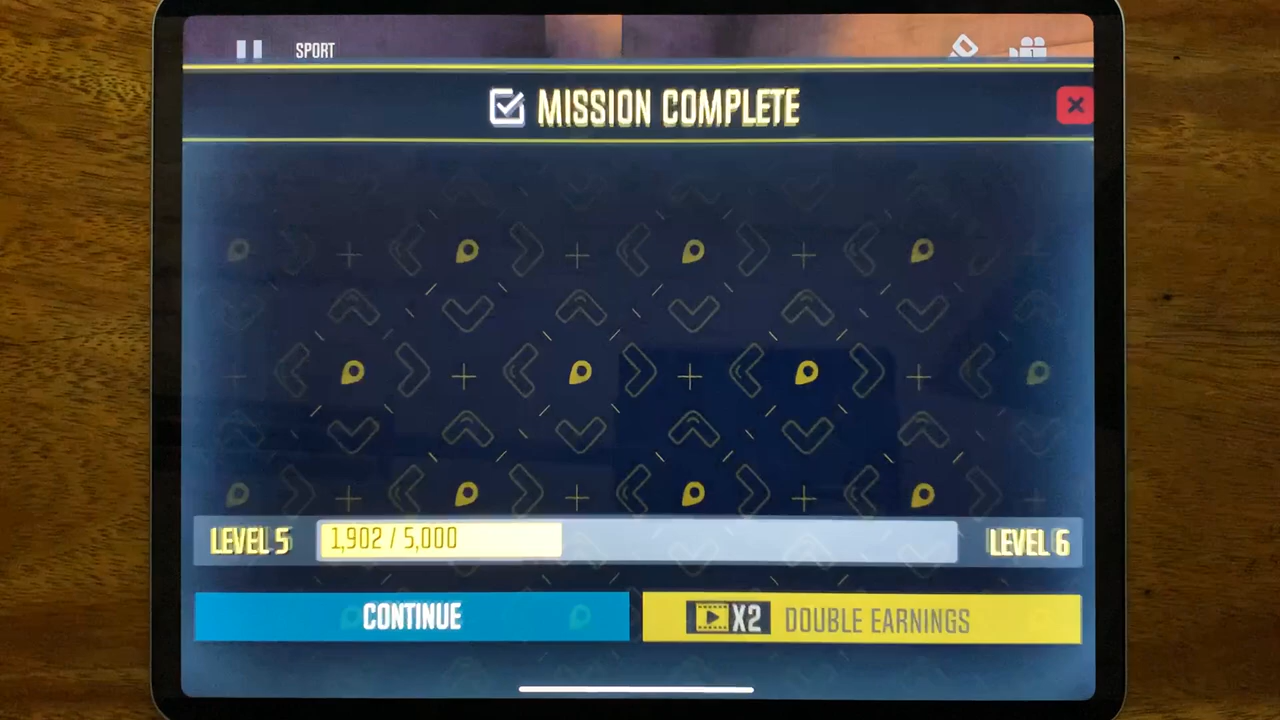 SPORT
MISSION COMPLETE
LEVEL 5
1,902 / 5,000
LEVEL 6
CONTINUE
X2 DOUBLE EARNINGS